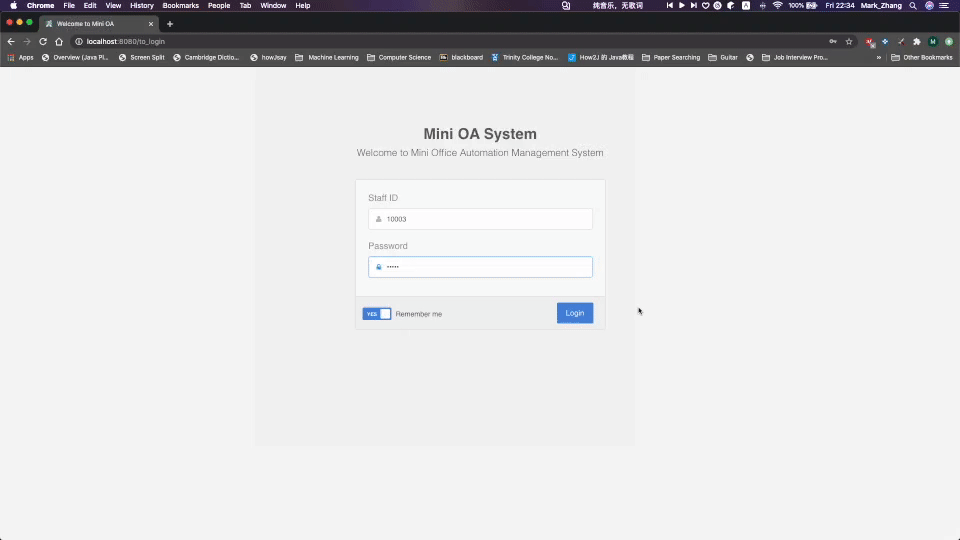 Chrome File Edit View History Bookmarks People Tab Window Help 纯音乐，无歌词 A 100% Fri 22:34 Mark_Zhang
Welcome to Mini OA
localhost:8080/to_login M
Apps Overview (Java Pl... Screen Split Cambridge Dictio... howJsay Machine Learning Computer Science blackboard Trinity College No... How2J 的 Java教程 Paper Searching Guitar Job Interview Pro... » Other Bookmarks
Mini OA System
Welcome to Mini Office Automation Management System
Staff ID
10003
Password
•••••
YES Remember me Login